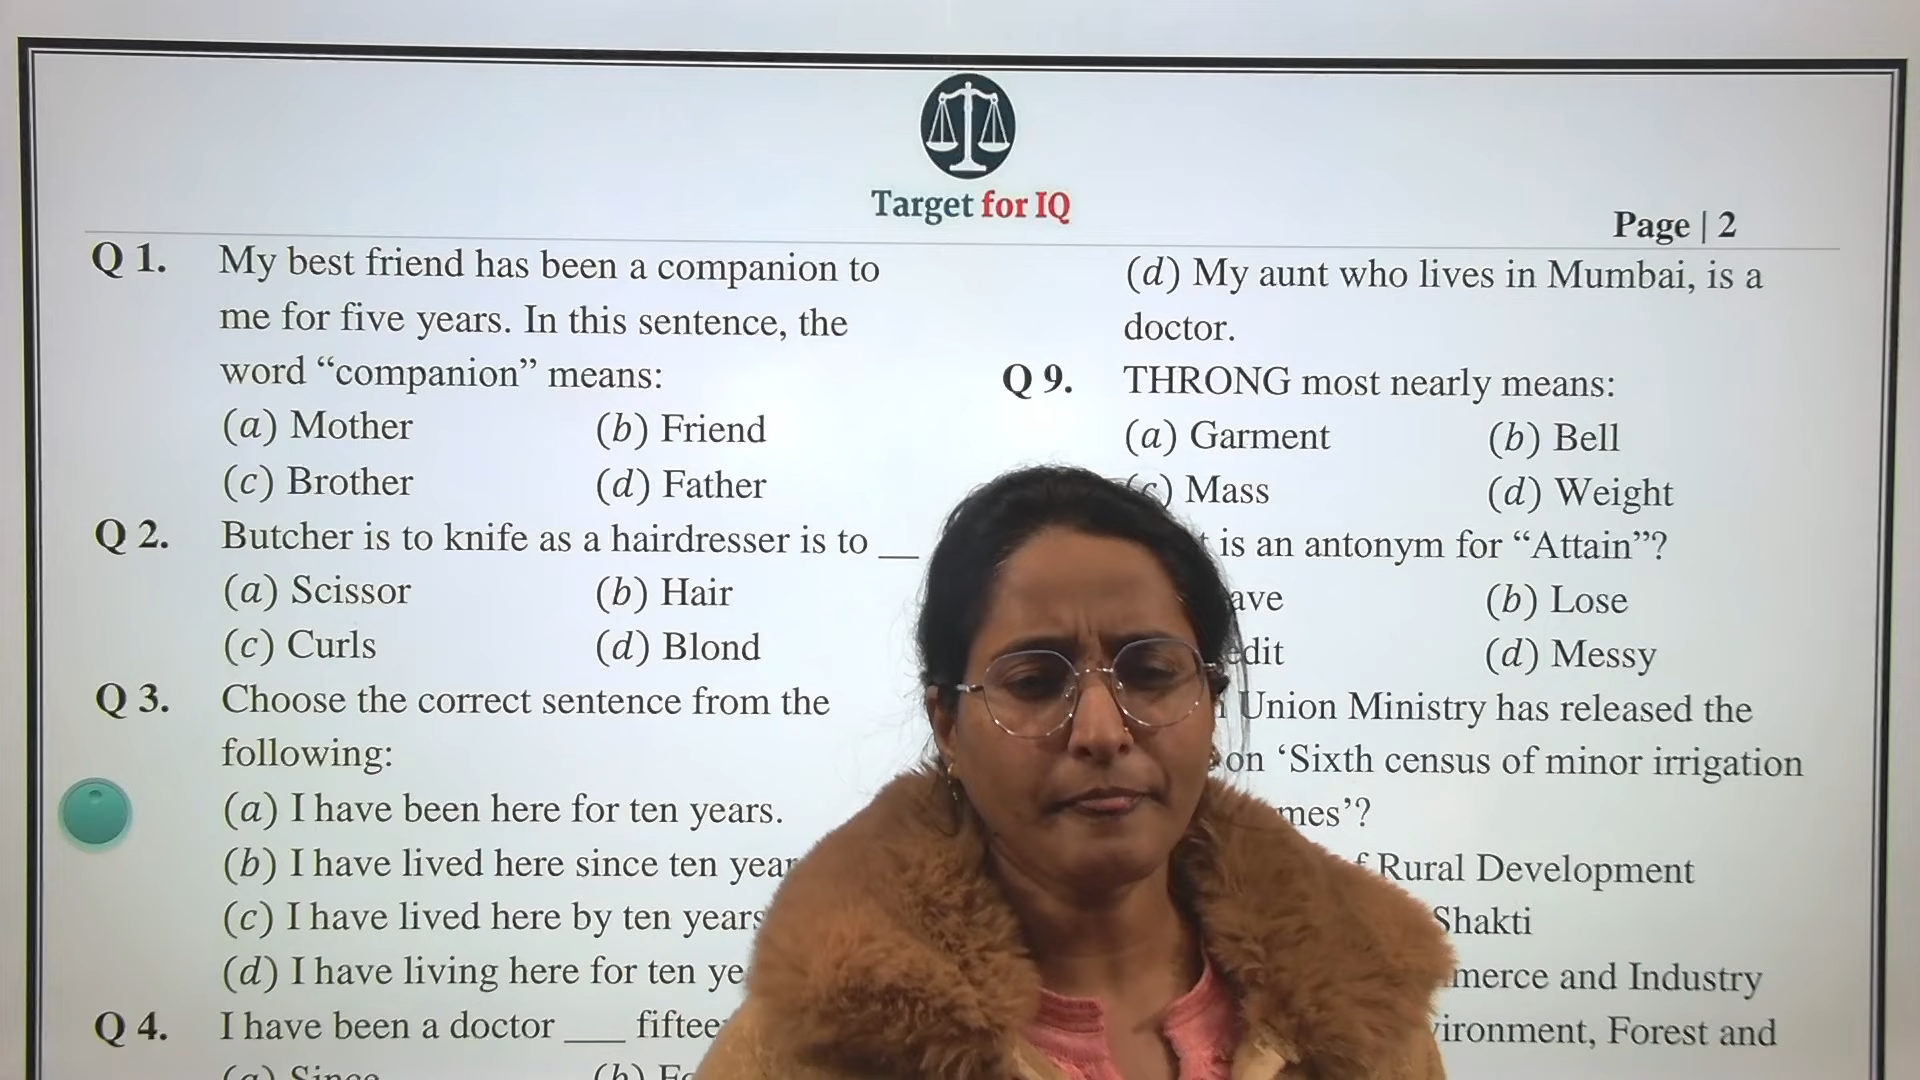 Target for IQ
Page | 2
Q 1. My best friend has been a companion to
me for five years. In this sentence, the
word “companion” means:
(a) Mother (b) Friend
(c) Brother (d) Father
Q 2. Butcher is to knife as a hairdresser is to __
(a) Scissor (b) Hair
(c) Curls (d) Blond
Q 3. Choose the correct sentence from the
following:
(a) I have been here for ten years.
(b) I have lived here since ten
(c) I have lived here by ten years
(d) I have living here for ten
Q 4. I have been a doctor ___
(a) Since (b)
(d) My aunt who lives in Mumbai, is a
doctor.
Q 9. THRONG most nearly means:
(a) Garment (b) Bell
(c) Mass (d) Weight
is an antonym for “Attain”?
(b) Lose
(d) Messy
Union Ministry has released the
on ‘Sixth census of minor irrigation
Rural Development
Shakti
and Industry
Forest and